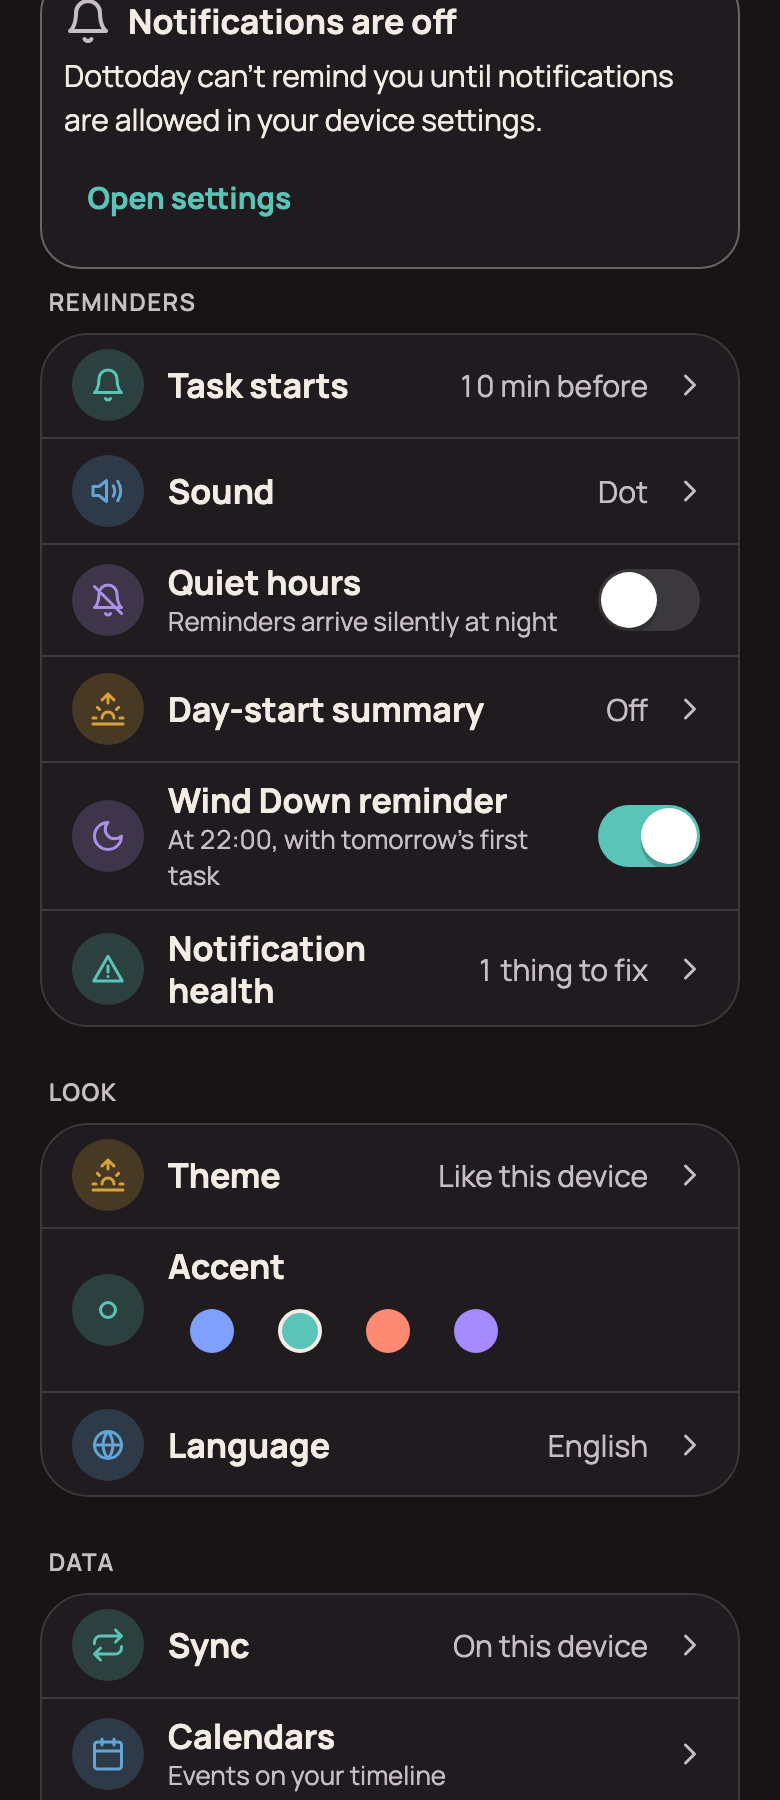 Notifications are off
Dottoday can't remind you until notifications
are allowed in your device settings.
Open settings
REMINDERS
Task starts 10 min before
Sound Dot
Quiet hours
Reminders arrive silently at night
Day-start summary Off
Wind Down reminder
At 22:00, with tomorrow's first
task
Notification
health 1 thing to fix
LOOK
Theme Like this device
Accent
Language English
DATA
Sync On this device
Calendars
Events on your timeline